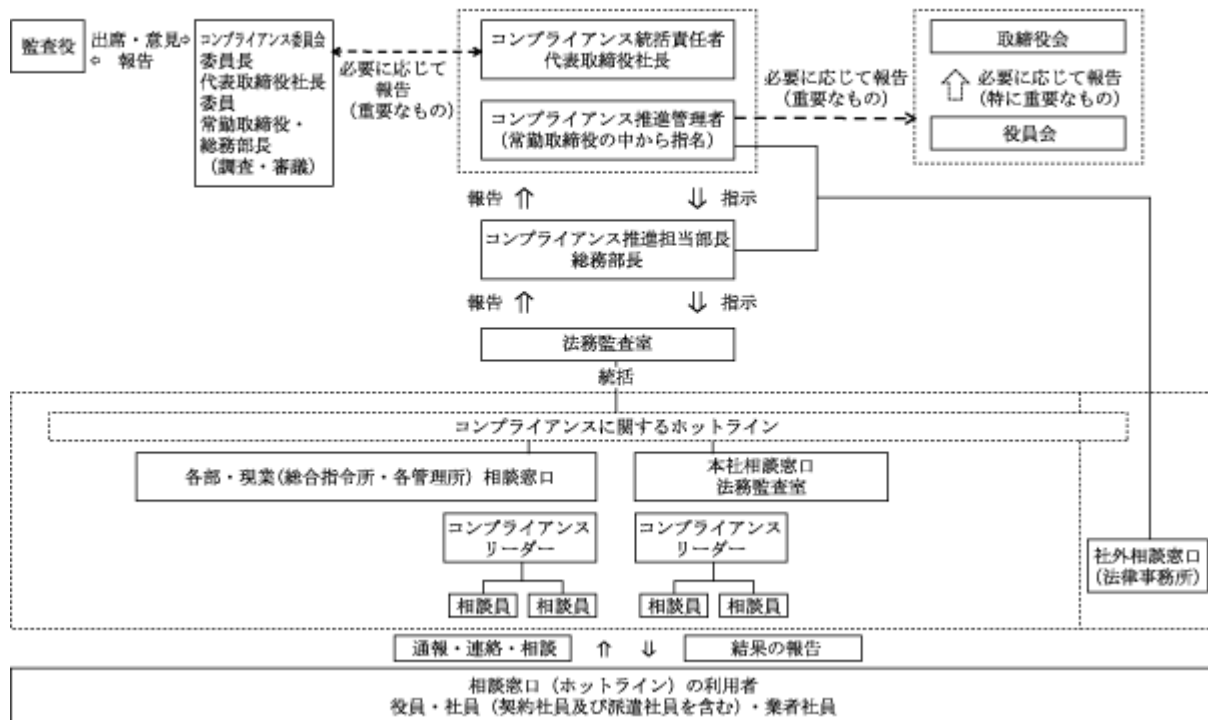 監査役
出席・意見⇨
⇦ 報告
コンプライアンス委員会
委員長
代表取締役社長
委員
常勤取締役・
総務部長
(調査・審議)
必要に応じて
報告
(重要なもの)
コンプライアンス統括責任者
代表取締役社長
コンプライアンス推進管理者
(常勤取締役の中から指名)
必要に応じて報告
(重要なもの)
取締役会
必要に応じて報告
(特に重要なもの)
役員会
報告 ⇑ ⇓ 指示
コンプライアンス推進担当部長
総務部長
報告 ⇑ ⇓ 指示
法務監査室
統括
コンプライアンスに関するホットライン
各部・現業(総合指令所・各管理所) 相談窓口
本社相談窓口
法務監査室
コンプライアンス
リーダー
コンプライアンス
リーダー
相談員 相談員 相談員 相談員
社外相談窓口
(法律事務所)
通報・連絡・相談 ⇑ ⇓ 結果の報告
相談窓口（ホットライン）の利用者
役員・社員（契約社員及び派遣社員を含む）・業者社員